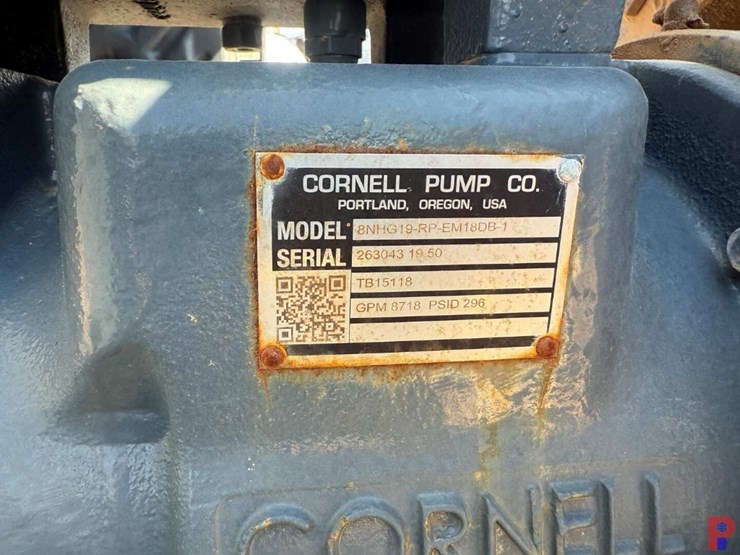 CORNELL PUMP CO.
PORTLAND, OREGON, USA
MODEL 8NHG19-RP-EM18DB-1
SERIAL 263043 19.50
TB15118
GPM 8718 PSID 296
CORNELL